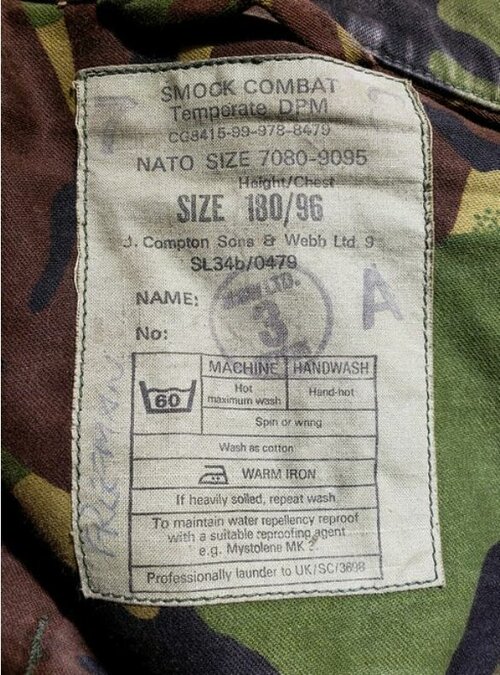 SMOCK COMBAT
Temperate DPM
CG8415-99-978-8479
NATO SIZE 7080-9095
Height/Chest
SIZE 180/96
J. Compton Sons & Webb Ltd 9
SL34b/0479
NAME:
No:
LTD.
3
A
FREEMAN
MACHINE HANDWASH
60
Hot maximum wash
Hand-hot
Spin or wring
Wash as cotton
WARM IRON
If heavily soiled, repeat wash
To maintain water repellency reproof
with a suitable reproofing agent
e.g. Mystolene MK ?
Professionally launder to UK/SC/3698